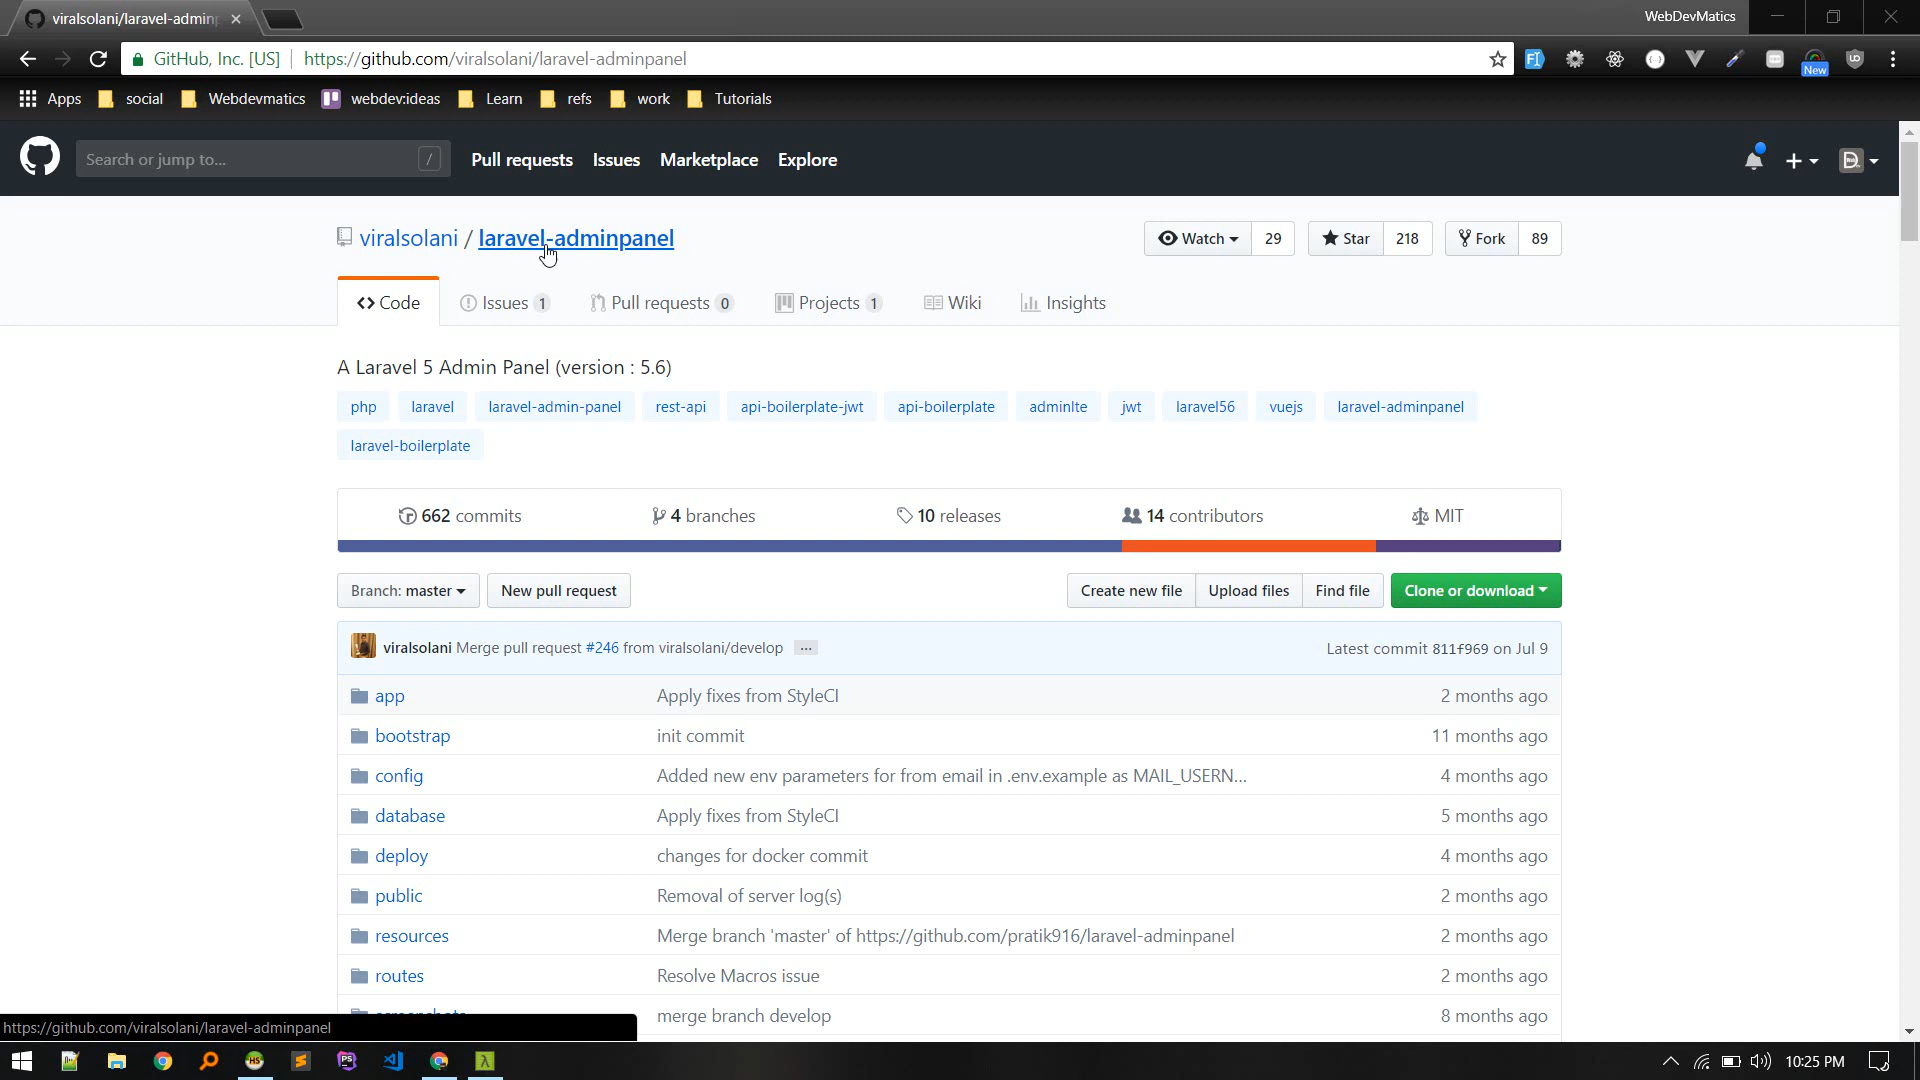 viralsolani/laravel-adminp
WebDevMatics
GitHub, Inc. [US] https://github.com/viralsolani/laravel-adminpanel
New
Apps social Webdevmatics webdev:ideas Learn refs work Tutorials
Search or jump to... / Pull requests Issues Marketplace Explore
viralsolani / laravel-adminpanel
Watch 29 Star 218 Fork 89
Code Issues 1 Pull requests 0 Projects 1 Wiki Insights
A Laravel 5 Admin Panel (version : 5.6)
php laravel laravel-admin-panel rest-api api-boilerplate-jwt api-boilerplate adminlte jwt laravel56 vuejs laravel-adminpanel
laravel-boilerplate
662 commits 4 branches 10 releases 14 contributors MIT
Branch: master New pull request Create new file Upload files Find file Clone or download
viralsolani Merge pull request #246 from viralsolani/develop ... Latest commit 811f969 on Jul 9
app Apply fixes from StyleCI 2 months ago
bootstrap init commit 11 months ago
config Added new env parameters for from email in .env.example as MAIL_USERN... 4 months ago
database Apply fixes from StyleCI 5 months ago
deploy changes for docker commit 4 months ago
public Removal of server log(s) 2 months ago
resources Merge branch 'master' of https://github.com/pratik916/laravel-adminpanel 2 months ago
routes Resolve Macros issue 2 months ago
merge branch develop 8 months ago
https://github.com/viralsolani/laravel-adminpanel
10:25 PM